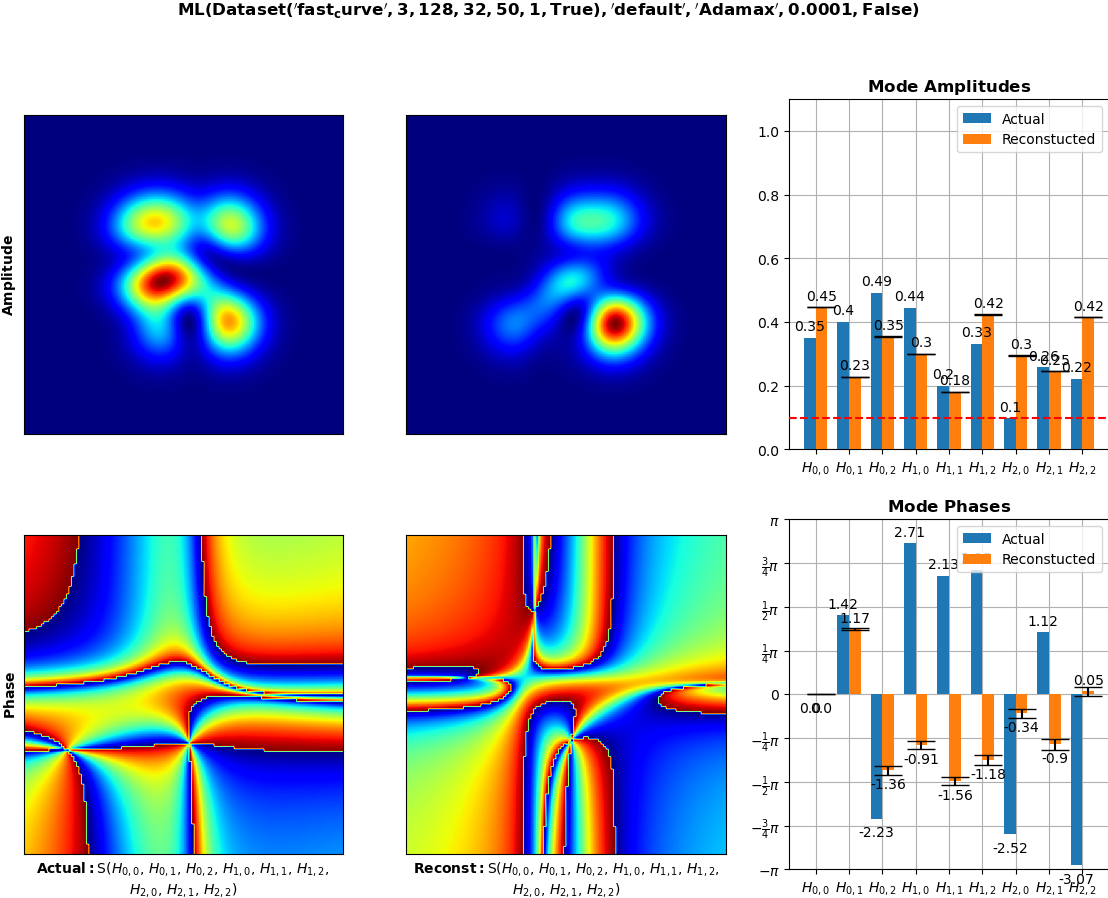 ML(Dataset('fast_curve', 3, 128, 32, 50, 1, True), 'default', 'Adamax', 0.0001, False)
Mode Amplitudes
Amplitude
Actual
Reconstucted
1.0
0.8
0.6
0.4
0.2
0.0
0.35 0.45 0.4 0.23 0.49 0.35 0.44 0.3 0.2 0.18 0.33 0.42 0.1 0.3 0.26 0.25 0.22 0.42
H0,0 H0,1 H0,2 H1,0 H1,1 H1,2 H2,0 H2,1 H2,2
Mode Phases
Phase
Actual
Reconstucted
π
3/4π
1/2π
1/4π
0
−1/4π
−1/2π
−3/4π
−π
0.0 0.0 1.42 1.17 -2.23 -1.36 2.71 -0.91 2.13 -1.56 -1.18 -2.52 -0.34 1.12 -0.9 -3.07 0.05
H0,0 H0,1 H0,2 H1,0 H1,1 H1,2 H2,0 H2,1 H2,2
Actual: S(H0,0, H0,1, H0,2, H1,0, H1,1, H1,2,
H2,0, H2,1, H2,2)
Reconst: S(H0,0, H0,1, H0,2, H1,0, H1,1, H1,2,
H2,0, H2,1, H2,2)